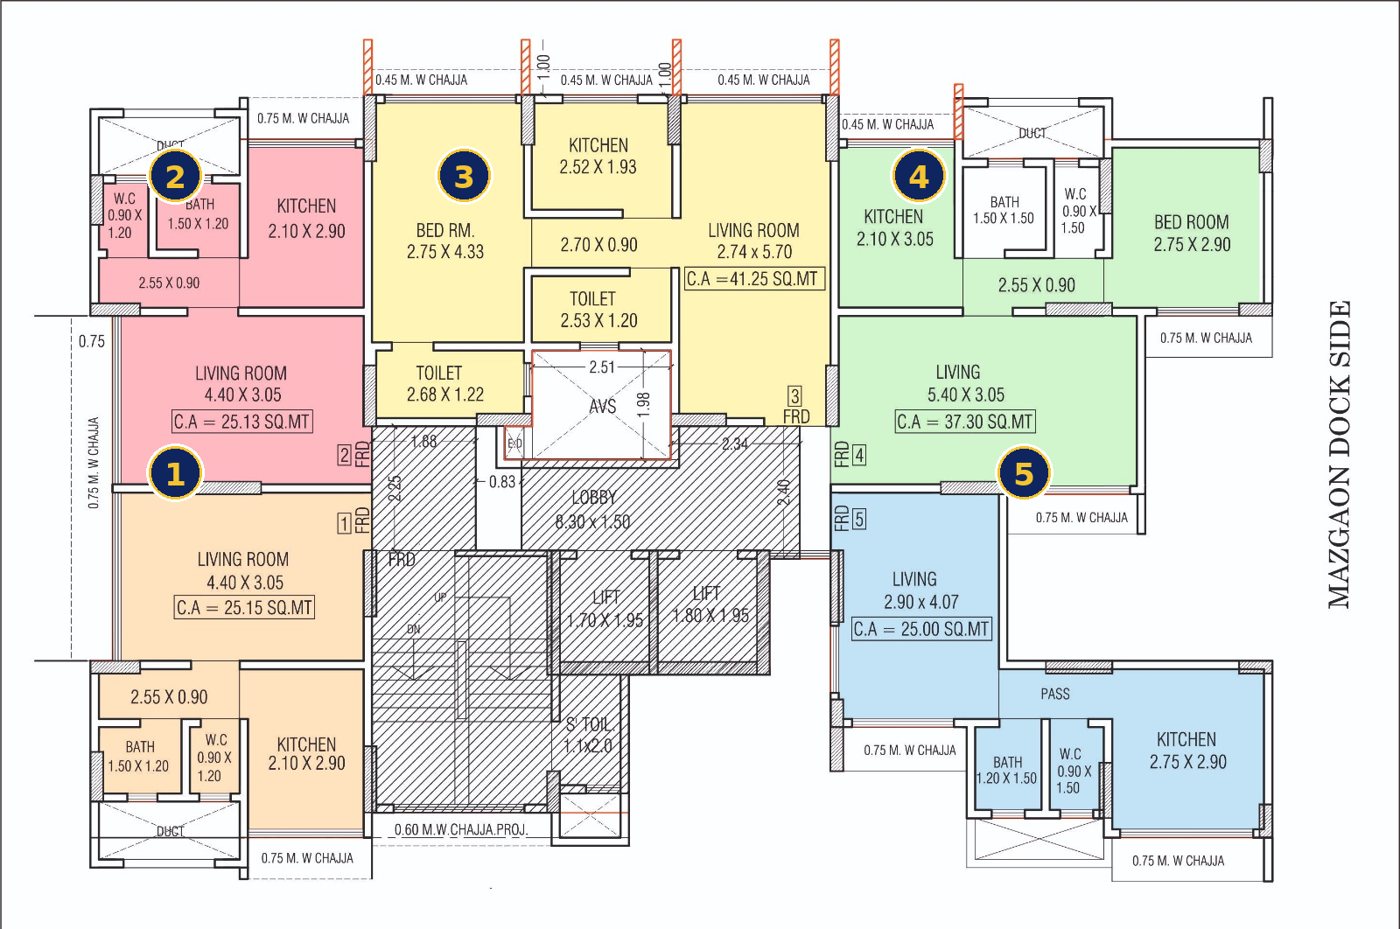 0.45 M. W CHAJJA
1.00
0.45 M. W CHAJJA
1.00
0.45 M. W CHAJJA
0.75 M. W CHAJJA
0.45 M. W CHAJJA
DUCT
2
W.C
0.90 X
1.20
BATH
1.50 X 1.20
KITCHEN
2.10 X 2.90
2.55 X 0.90
3
BED RM.
2.75 X 4.33
KITCHEN
2.52 X 1.93
2.70 X 0.90
LIVING ROOM
2.74 x 5.70
C.A =41.25 SQ.MT
TOILET
2.53 X 1.20
4
KITCHEN
2.10 X 3.05
DUCT
BATH
1.50 X 1.50
W.C
0.90 X
1.50
BED ROOM
2.75 X 2.90
2.55 X 0.90
0.75 M. W CHAJJA
0.75
0.75 M. W CHAJJA
LIVING ROOM
4.40 X 3.05
C.A = 25.13 SQ.MT
2
FRD
TOILET
2.68 X 1.22
2.51
AVS
1.98
3
FRD
LIVING
5.40 X 3.05
C.A = 37.30 SQ.MT
FRD
4
MAZGAON DOCK SIDE
1
1.88
2.25
0.83
2.34
2.40
LOBBY
8.30 x 1.50
5
0.75 M. W CHAJJA
1
FRD
LIVING ROOM
4.40 X 3.05
C.A = 25.15 SQ.MT
FRD
UP
DN
LIFT
1.70 X 1.95
LIFT
1.80 X 1.95
FRD
5
LIVING
2.90 x 4.07
C.A = 25.00 SQ.MT
2.55 X 0.90
BATH
1.50 X 1.20
W.C
0.90 X
1.20
KITCHEN
2.10 X 2.90
DUCT
0.75 M. W CHAJJA
S' TOIL.
1.1x2.0
0.60 M.W.CHAJJA.PROJ.
PASS
0.75 M. W CHAJJA
BATH
1.20 X 1.50
W.C
0.90 X
1.50
KITCHEN
2.75 X 2.90
0.75 M. W CHAJJA